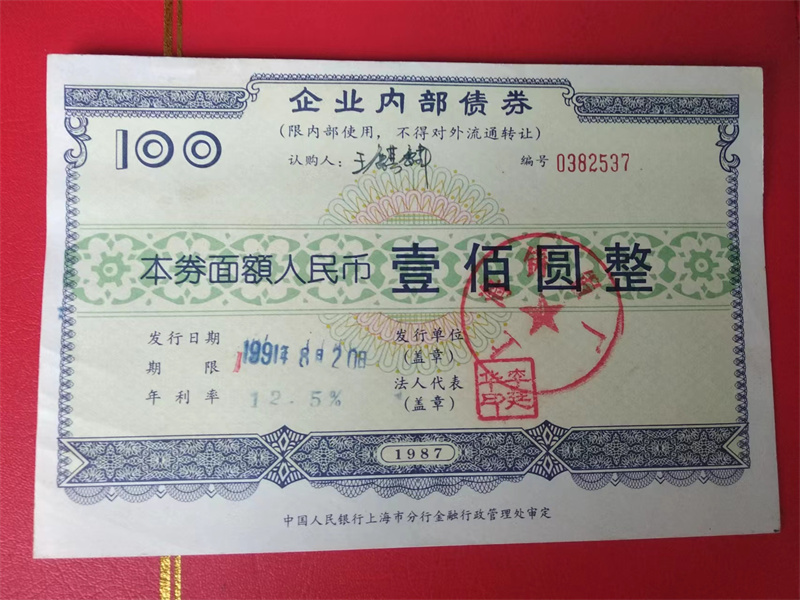 企业内部债券
100
(限内部使用，不得对外流通转让)
认购人：王
编号 0382537
本券面额人民币 壹佰圆整
发行日期
期 限
1991年8月20日
年利率 12.5%
发行单位
(盖章)
法人代表
(盖章)
厂
华
1987
中国人民银行上海市分行金融行政管理处审定